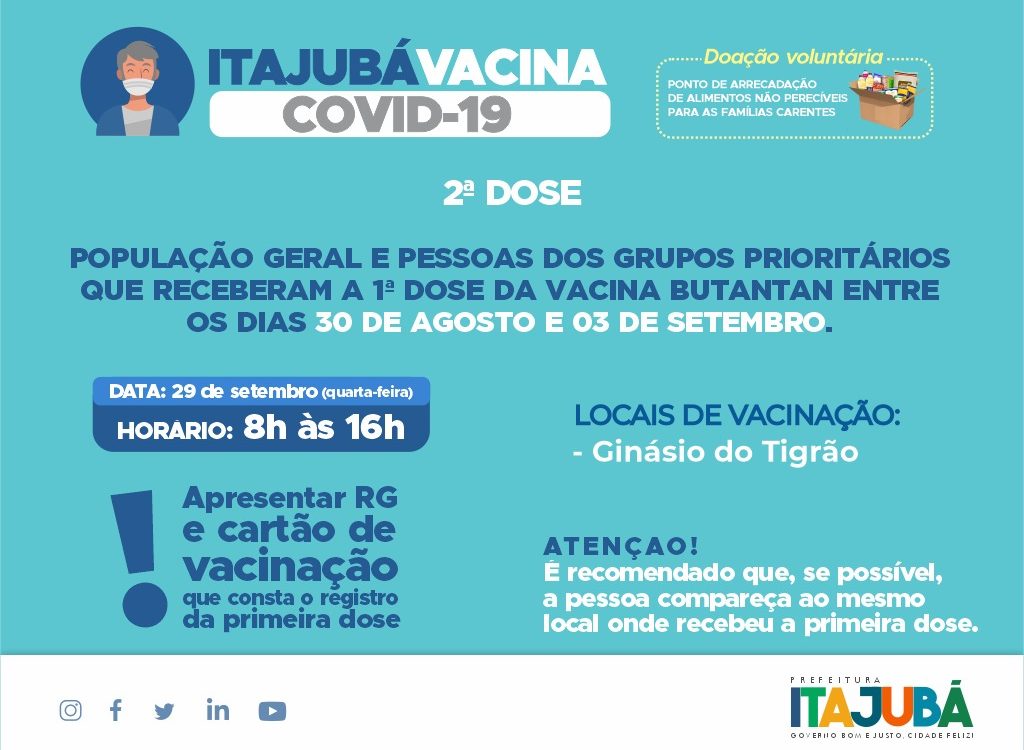 ITAJUBÁVACINA
COVID-19
Doação voluntária
PONTO DE ARRECADAÇÃO
DE ALIMENTOS NÃO PERECÍVEIS
PARA AS FAMÍLIAS CARENTES
2ª DOSE
POPULAÇÃO GERAL E PESSOAS DOS GRUPOS PRIORITÁRIOS
QUE RECEBERAM A 1ª DOSE DA VACINA BUTANTAN ENTRE
OS DIAS 30 DE AGOSTO E 03 DE SETEMBRO.
DATA: 29 de setembro (quarta-feira)
HORÁRIO: 8h às 16h
LOCAIS DE VACINAÇÃO:
- Ginásio do Tigrão
!
Apresentar RG
e cartão de
vacinação
que consta o registro
da primeira dose
ATENÇAO!
É recomendado que, se possível,
a pessoa compareça ao mesmo
local onde recebeu a primeira dose.
PREFEITURA
ITAJUBÁ
GOVERNO BOM E JUSTO, CIDADE FELIZ!